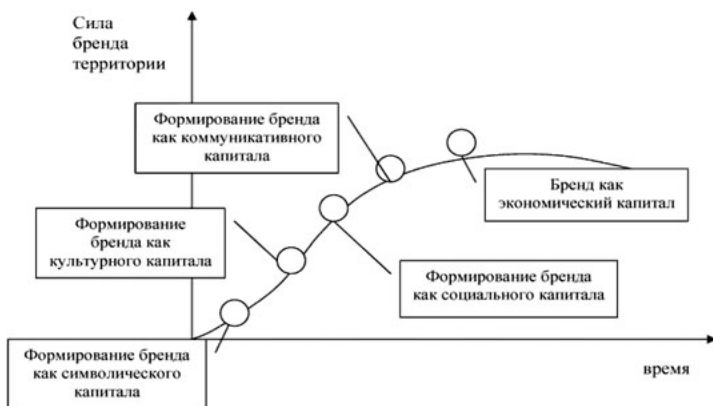 Сила
бренда
территории
Формирование бренда
как коммуникативного
капитала
Бренд как
экономический капитал
Формирование
бренда как
культурного капитала
Формирование бренда
как социального капитала
Формирование бренда
как символического
капитала
время